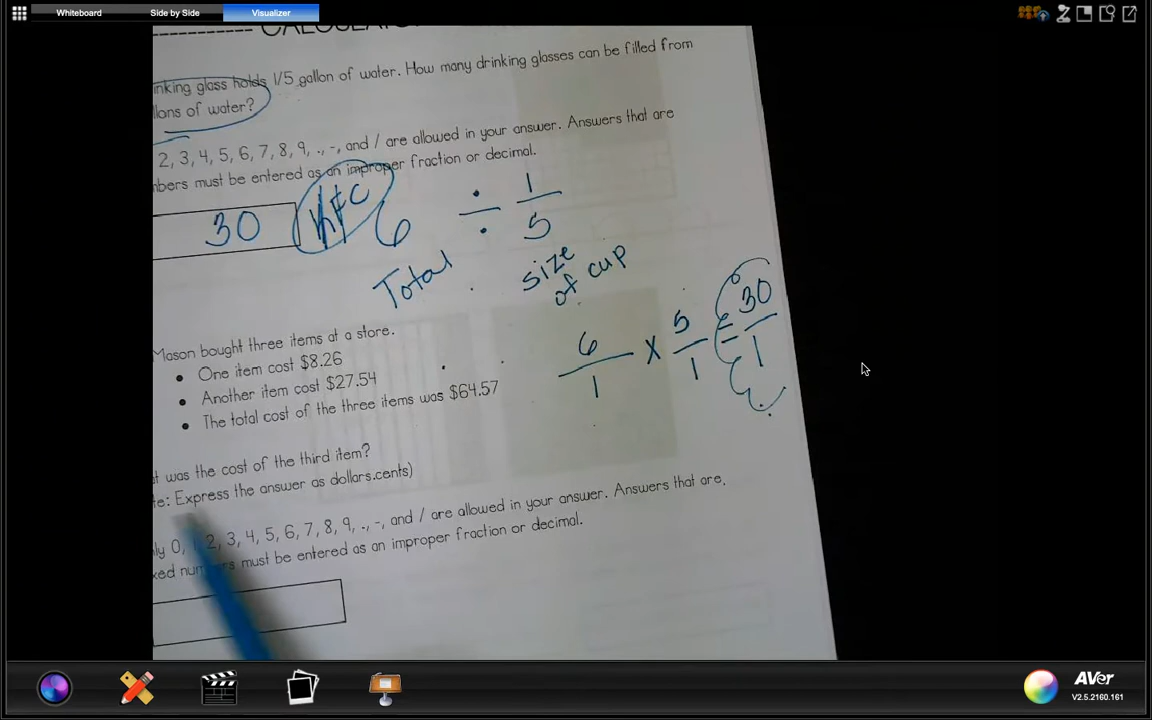 Whiteboard Side by Side Visualizer
inking glass holds 1/5 gallon of water. How many drinking glasses can be filled from
llons of water?
2, 3, 4, 5, 6, 7, 8, 9, ., -, and / are allowed in your answer. Answers that are
nbers must be entered as an improper fraction or decimal.
30 KFC 6 ÷ 1/5
Total size of cup
6/1 x 5/1 = 30/1
Mason bought three items at a store.
• One item cost $8.26
• Another item cost $27.54
• The total cost of the three items was $64.57
t was the cost of the third item?
te: Express the answer as dollars.cents)
ly 0, 1, 2, 3, 4, 5, 6, 7, 8, 9, ., -, and / are allowed in your answer. Answers that are
xed numbers must be entered as an improper fraction or decimal.
AVer
V2.5.2160.161